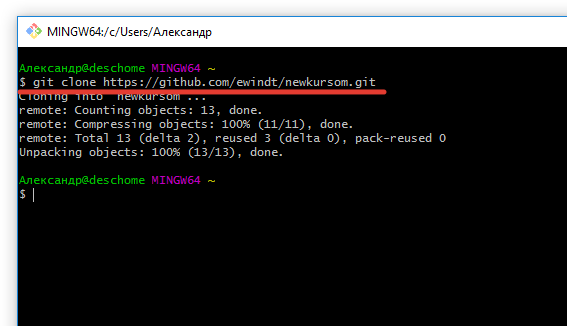 MINGW64:/c/Users/Александр
Александр@deschome MINGW64 ~
$ git clone https://github.com/ewindt/newkursom.git
Cloning into 'newkursom'...
remote: Counting objects: 13, done.
remote: Compressing objects: 100% (11/11), done.
remote: Total 13 (delta 2), reused 3 (delta 0), pack-reused 0
Unpacking objects: 100% (13/13), done.
Александр@deschome MINGW64 ~
$